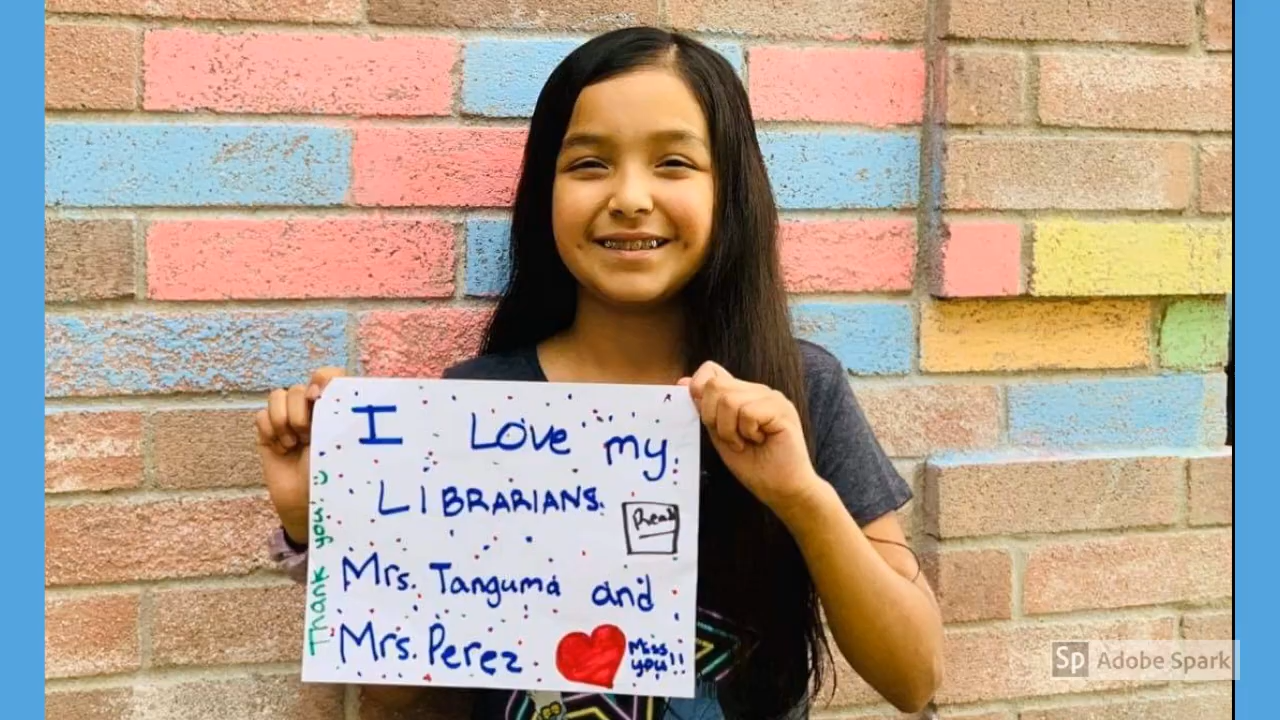 I Love my
LIBRARIANS.
Read
Mrs. Tanguma and
Mrs. Perez
Miss
you!!
Thank you
Sp Adobe Spark